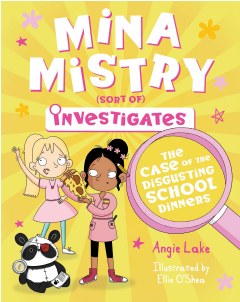 MiNA
MiSTRY
(SORT OF)
iNVESTiGATES
THE
CASE OF THE
DISGUSTING
SCHOOL
DINNERS
Angie Lake
Illustrated by
Ellie O'Shea